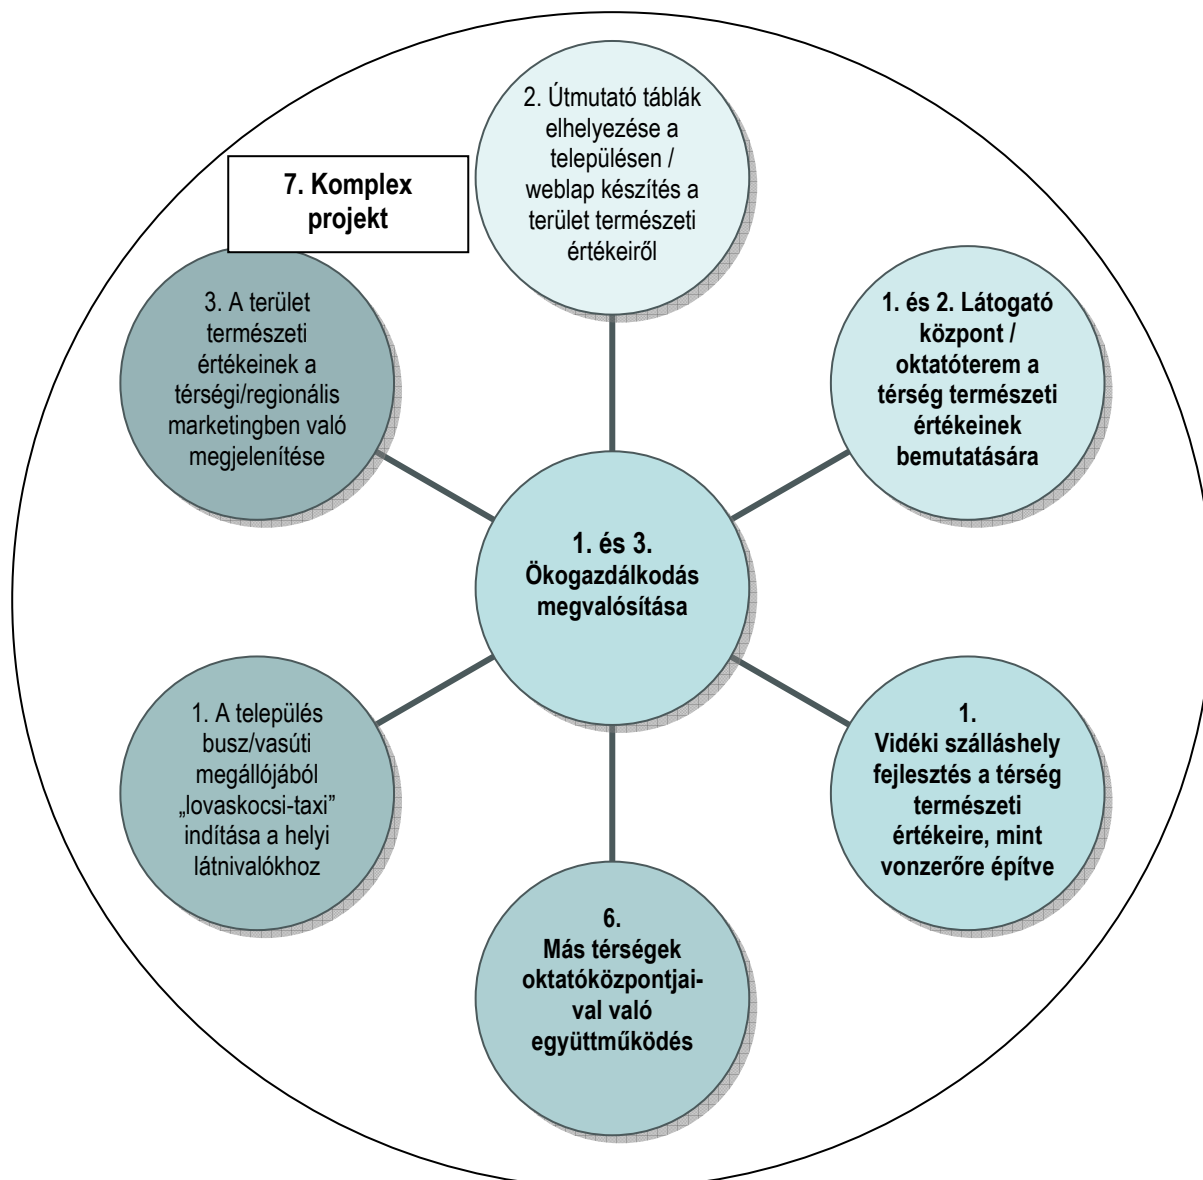 2. Útmutató táblák
elhelyezése a
településen /
weblap készítés a
terület természeti
értékeiről
7. Komplex
projekt
3. A terület
természeti
értékeinek a
térségi/regionális
marketingben való
megjelenítése
1. és 2. Látogató
központ /
oktatóterem a
térség természeti
értékeinek
bemutatására
1. és 3.
Ökogazdálkodás
megvalósítása
1. A település
busz/vasúti
megállójából
„lovaskocsi-taxi”
indítása a helyi
látnivalókhoz
1.
Vidéki szálláshely
fejlesztés a térség
természeti
értékeire, mint
vonzerőre építve
6.
Más térségek
oktatóközpontjai-
val való
együttműködés